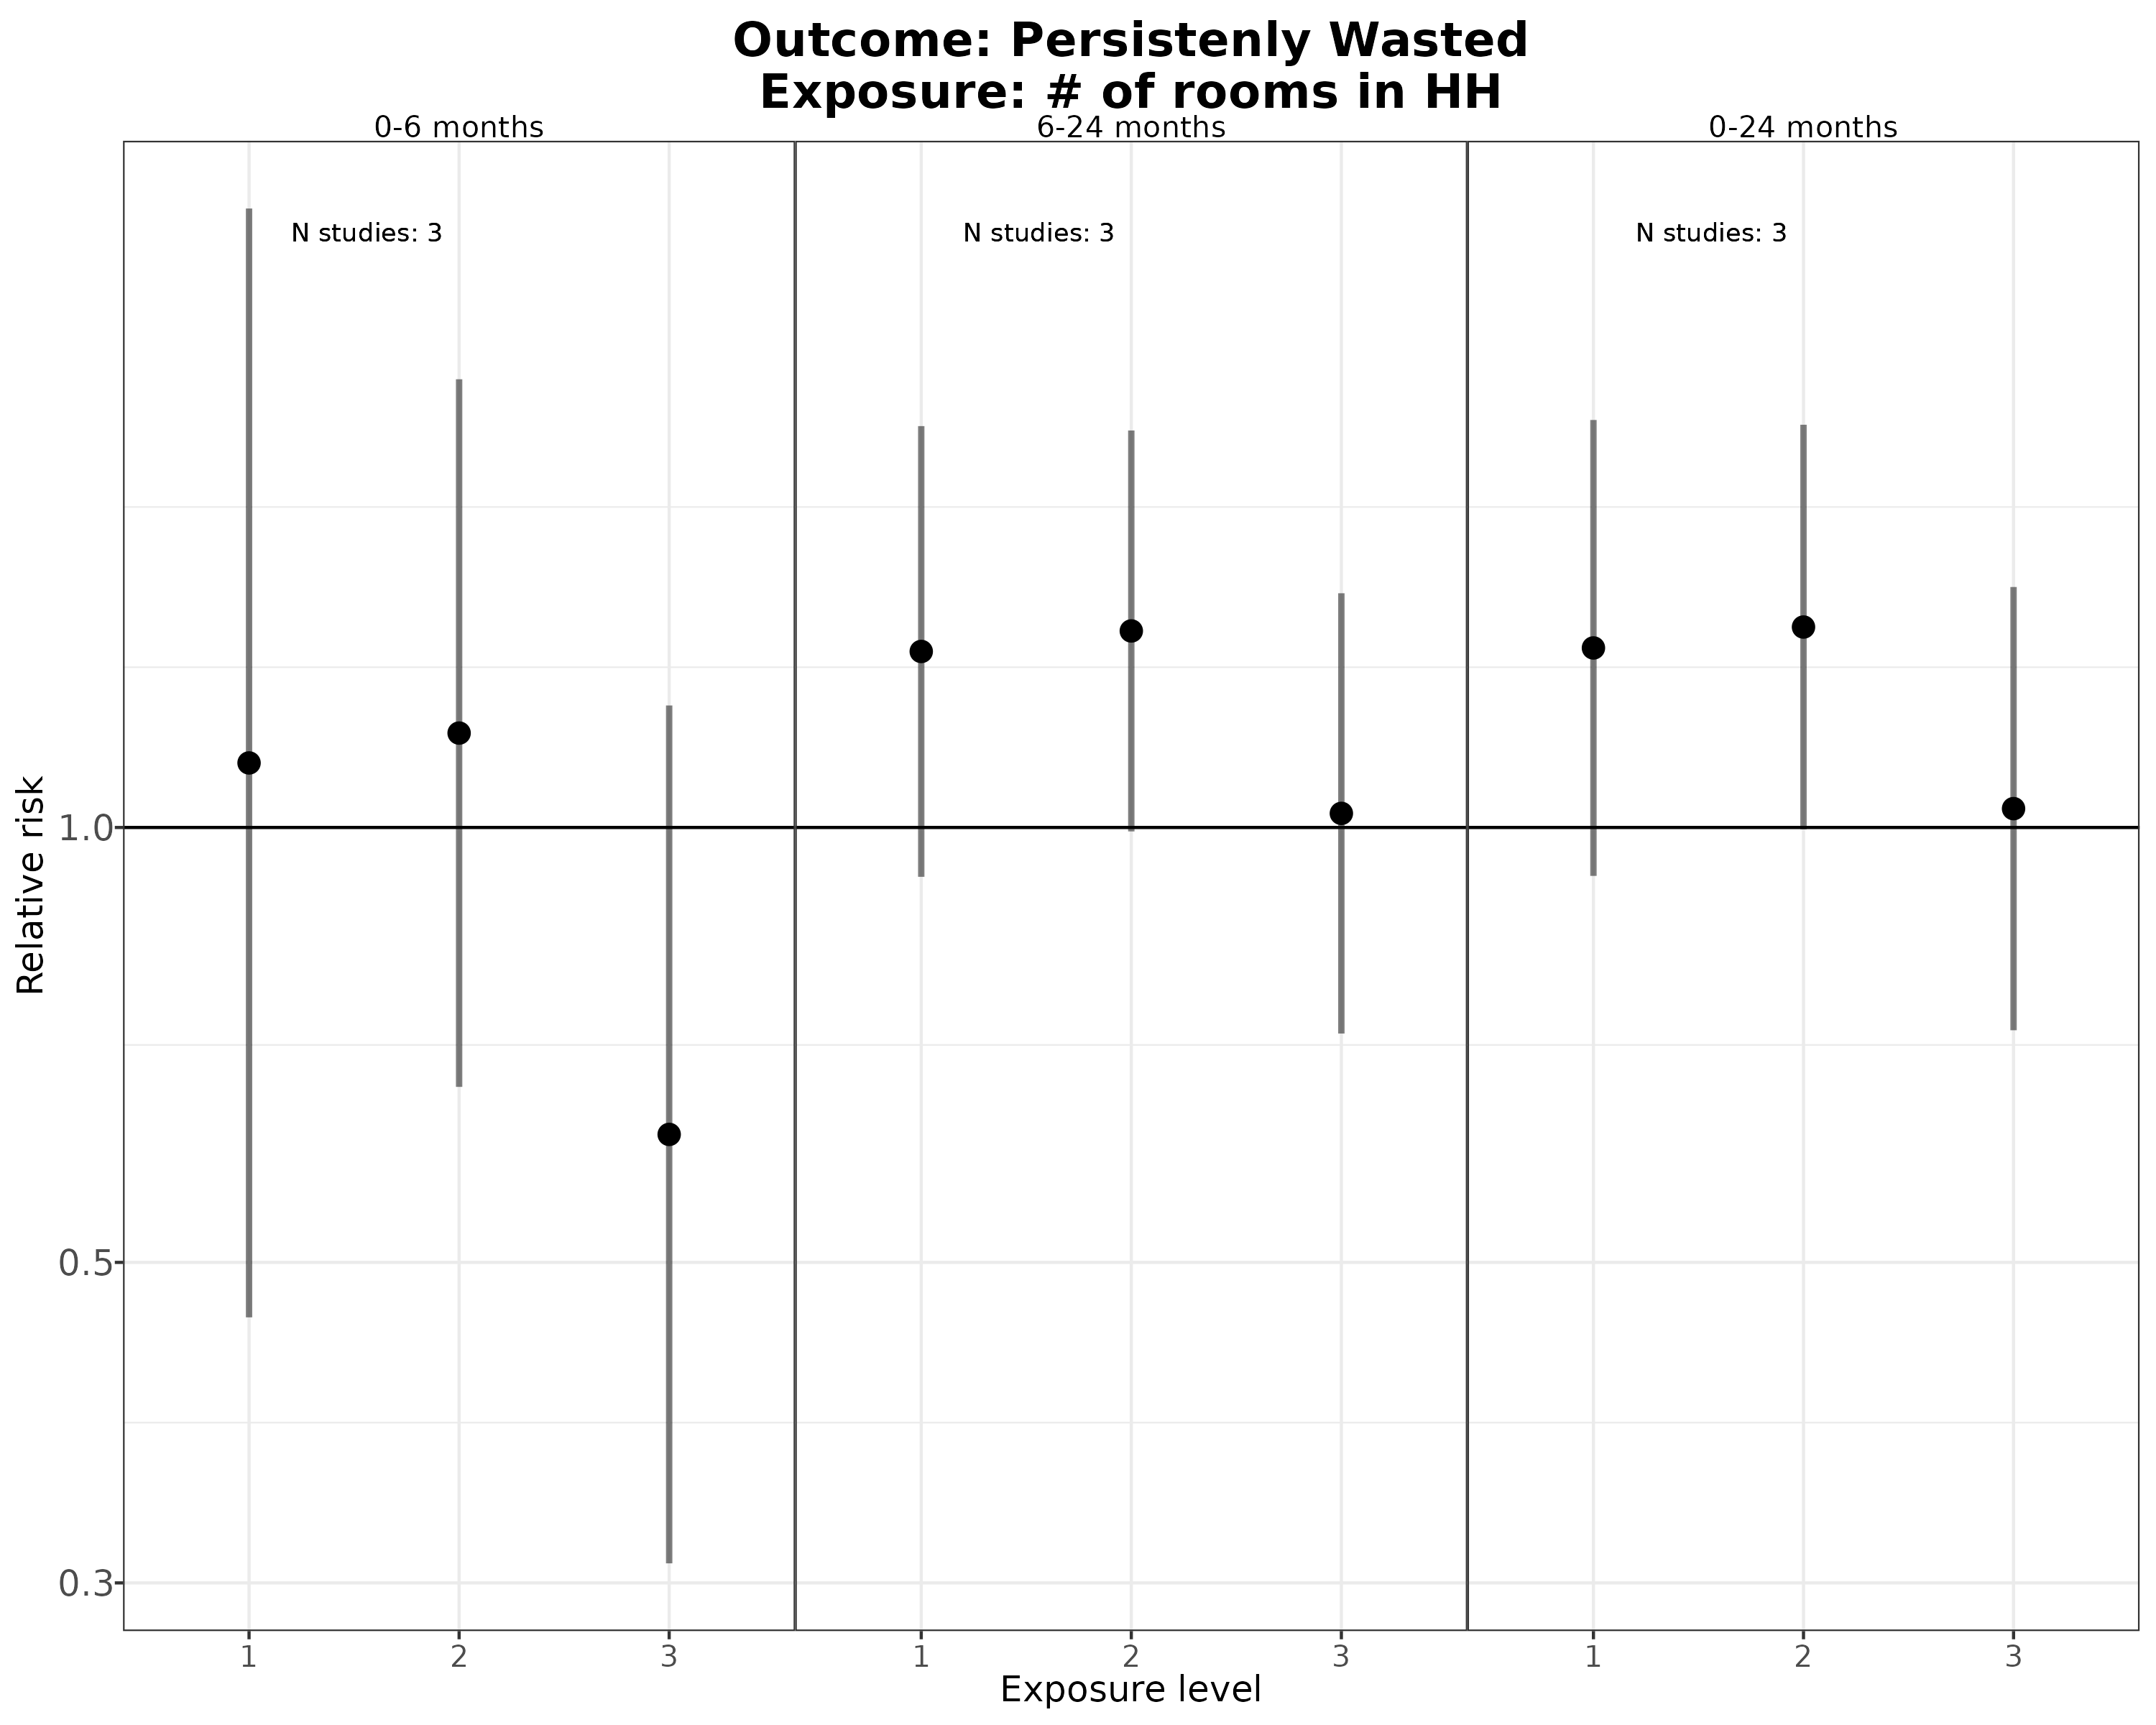 Outcome: Persistenly Wasted
Exposure: # of rooms in HH
0-6 months
6-24 months
0-24 months
N studies: 3
N studies: 3
N studies: 3
Relative risk
1.0
0.5
0.3
1
2
3
1
2
3
1
2
3
Exposure level